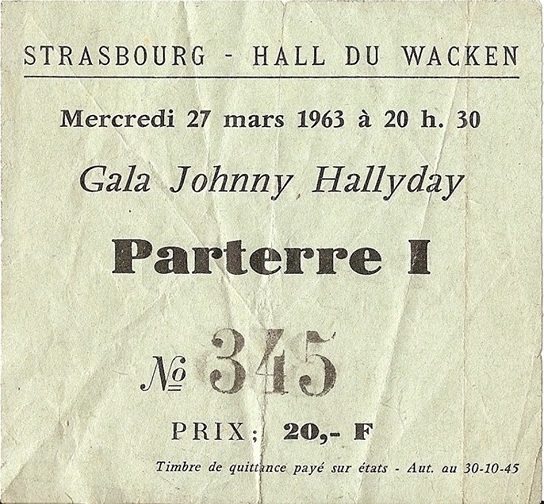 STRASBOURG - HALL DU WACKEN
Mercredi 27 mars 1963 à 20 h. 30
Gala Johnny Hallyday
Parterre I
No 345
PRIX; 20,- F
Timbre de quittance payé sur états - Aut. au 30-10-45